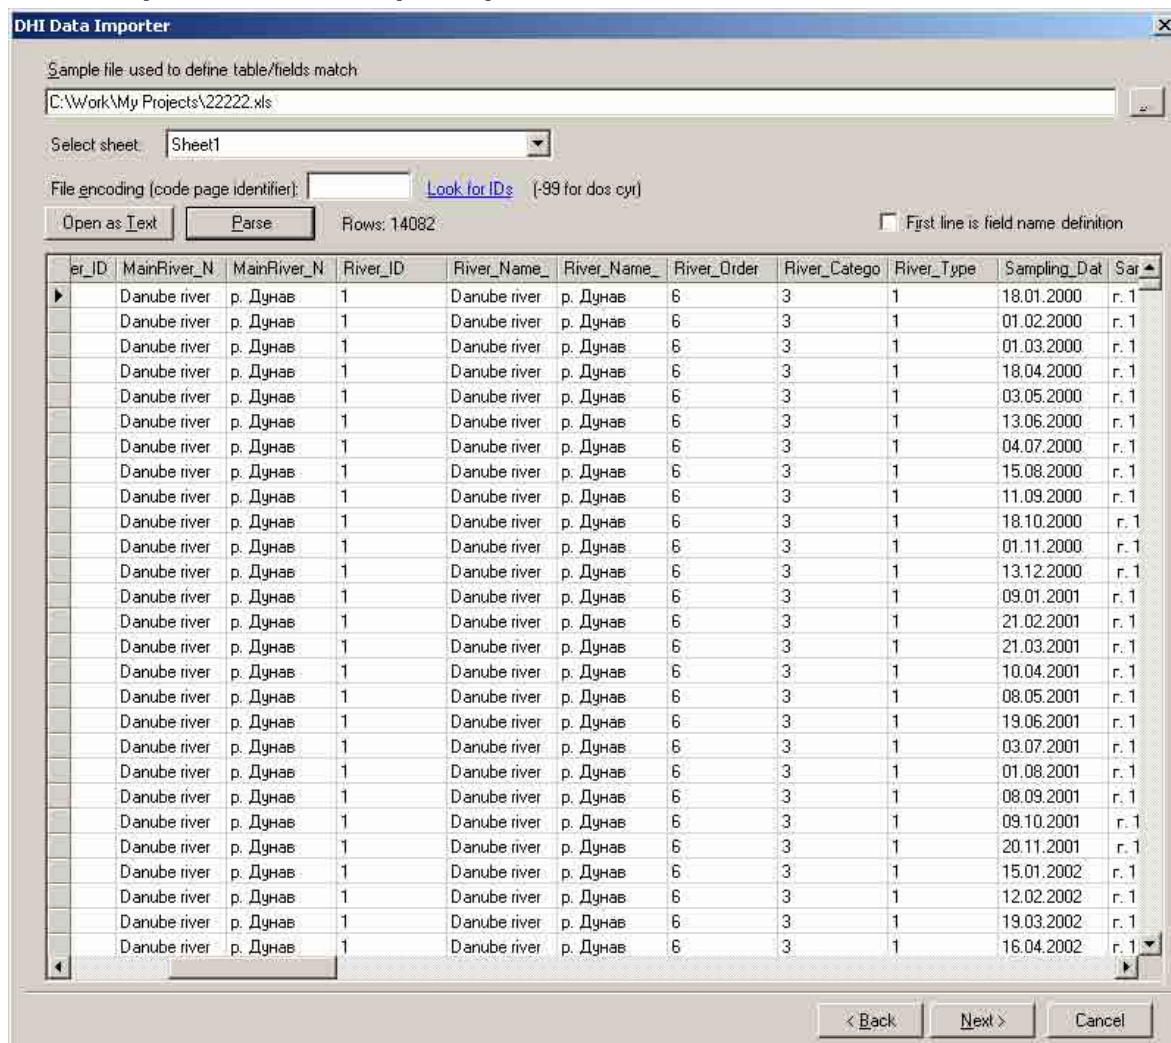 DHI Data Importer
Sample file used to define table/fields match
C:\Work\My Projects\22222.xls
Select sheet: Sheet1
File encoding (code page identifier): Look for IDs (-99 for dos cyr)
Open as Text Parse Rows: 14082 First line is field name definition
er_ID MainRiver_N MainRiver_N River_ID River_Name_ River_Name_ River_Order River_Catego River_Type Sampling_Dat Sar
Danube river р. Дунав 1 Danube river р. Дунав 6 3 1 18.01.2000 г. 1
Danube river р. Дунав 1 Danube river р. Дунав 6 3 1 01.02.2000 г. 1
Danube river р. Дунав 1 Danube river р. Дунав 6 3 1 01.03.2000 г. 1
Danube river р. Дунав 1 Danube river р. Дунав 6 3 1 18.04.2000 г. 1
Danube river р. Дунав 1 Danube river р. Дунав 6 3 1 03.05.2000 г. 1
Danube river р. Дунав 1 Danube river р. Дунав 6 3 1 13.06.2000 г. 1
Danube river р. Дунав 1 Danube river р. Дунав 6 3 1 04.07.2000 г. 1
Danube river р. Дунав 1 Danube river р. Дунав 6 3 1 15.08.2000 г. 1
Danube river р. Дунав 1 Danube river р. Дунав 6 3 1 11.09.2000 г. 1
Danube river р. Дунав 1 Danube river р. Дунав 6 3 1 18.10.2000 г. 1
Danube river р. Дунав 1 Danube river р. Дунав 6 3 1 01.11.2000 г. 1
Danube river р. Дунав 1 Danube river р. Дунав 6 3 1 13.12.2000 г. 1
Danube river р. Дунав 1 Danube river р. Дунав 6 3 1 09.01.2001 г. 1
Danube river р. Дунав 1 Danube river р. Дунав 6 3 1 21.02.2001 г. 1
Danube river р. Дунав 1 Danube river р. Дунав 6 3 1 21.03.2001 г. 1
Danube river р. Дунав 1 Danube river р. Дунав 6 3 1 10.04.2001 г. 1
Danube river р. Дунав 1 Danube river р. Дунав 6 3 1 08.05.2001 г. 1
Danube river р. Дунав 1 Danube river р. Дунав 6 3 1 19.06.2001 г. 1
Danube river р. Дунав 1 Danube river р. Дунав 6 3 1 03.07.2001 г. 1
Danube river р. Дунав 1 Danube river р. Дунав 6 3 1 01.08.2001 г. 1
Danube river р. Дунав 1 Danube river р. Дунав 6 3 1 08.09.2001 г. 1
Danube river р. Дунав 1 Danube river р. Дунав 6 3 1 09.10.2001 г. 1
Danube river р. Дунав 1 Danube river р. Дунав 6 3 1 20.11.2001 г. 1
Danube river р. Дунав 1 Danube river р. Дунав 6 3 1 15.01.2002 г. 1
Danube river р. Дунав 1 Danube river р. Дунав 6 3 1 12.02.2002 г. 1
Danube river р. Дунав 1 Danube river р. Дунав 6 3 1 19.03.2002 г. 1
Danube river р. Дунав 1 Danube river р. Дунав 6 3 1 16.04.2002 г. 1
< Back Next > Cancel